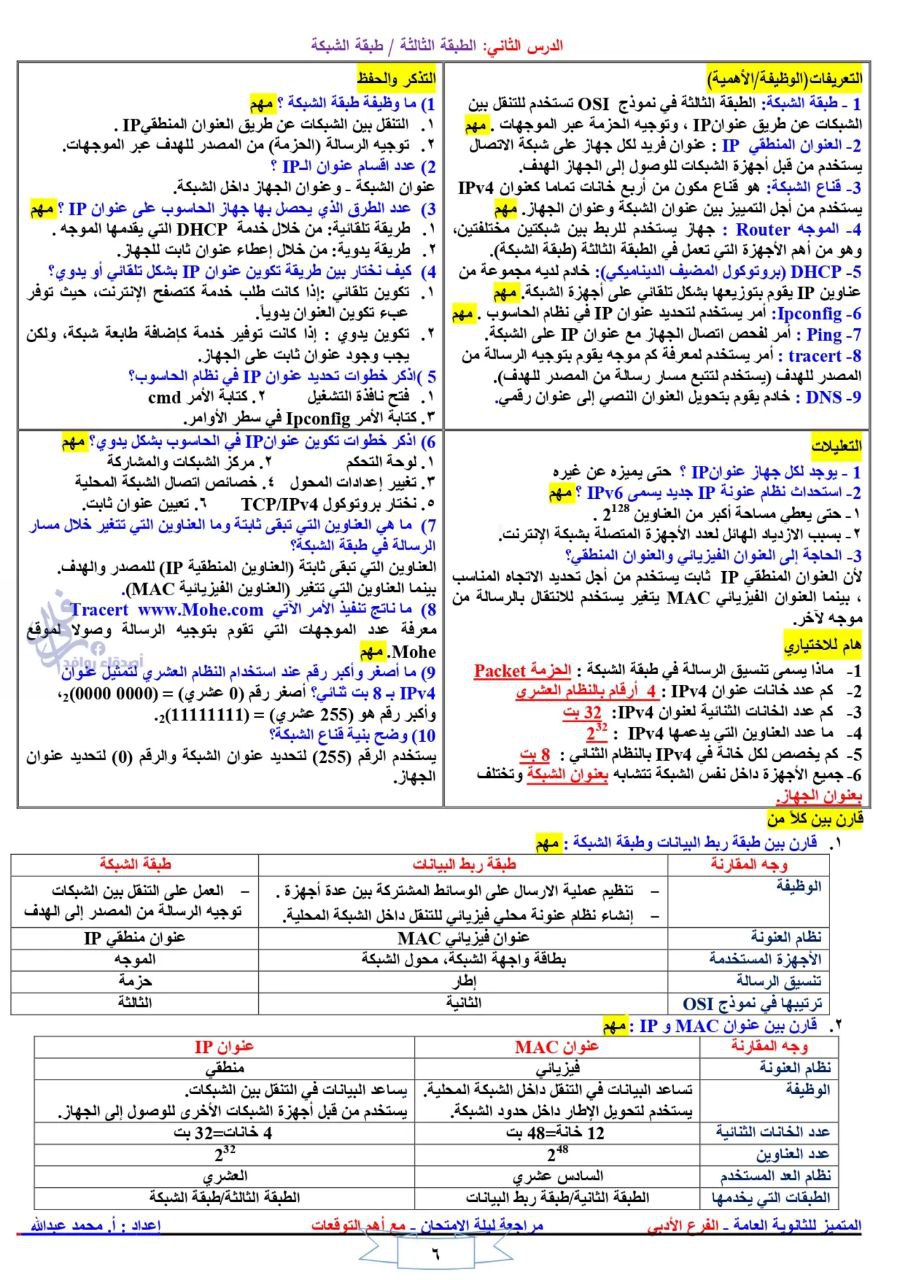 الدرس الثاني: الطبقة الثالثة / طبقة الشبكة
التعريفات(الوظيفة/الأهمية)
1 - طبقة الشبكة: الطبقة الثالثة في نموذج OSI تستخدم للتنقل بين
الشبكات عن طريق عنوانIP ، وتوجيه الحزمة عبر الموجهات . مهم
2- العنوان المنطقي IP : عنوان فريد لكل جهاز على شبكة الاتصال
يستخدم من قبل أجهزة الشبكات للوصول إلى الجهاز الهدف.
3- قناع الشبكة: هو قناع مكون من أربع خانات تماما كعنوان IPv4
يستخدم من أجل التمييز بين عنوان الشبكة وعنوان الجهاز. مهم
4- الموجه Router : جهاز يستخدم للربط بين شبكتين مختلفتين،
وهو من أهم الأجهزة التي تعمل في الطبقة الثالثة (طبقة الشبكة).
5- DHCP (بروتوكول المضيف الديناميكي): خادم لديه مجموعة من
عناوين IP يقوم بتوزيعها بشكل تلقائي على أجهزة الشبكة. مهم
6- Ipconfig: أمر يستخدم لتحديد عنوان IP في نظام الحاسوب . مهم
7- Ping : أمر لفحص اتصال الجهاز مع عنوان IP على الشبكة.
8- tracert : أمر يستخدم لمعرفة كم موجه يقوم بتوجيه الرسالة من
المصدر للهدف (يستخدم لتتبع مسار رسالة من المصدر للهدف).
9- DNS : خادم يقوم بتحويل العنوان النصي إلى عنوان رقمي.
التذكر والحفظ
1) ما وظيفة طبقة الشبكة ؟ مهم
١. التنقل بين الشبكات عن طريق العنوان المنطقيIP .
٢. توجيه الرسالة (الحزمة) من المصدر للهدف عبر الموجهات.
2) عدد اقسام عنوان الـIP ؟
عنوان الشبكة ـ وعنوان الجهاز داخل الشبكة.
3) عدد الطرق الذي يحصل بها جهاز الحاسوب على عنوان IP ؟ مهم
١. طريقة تلقائية: من خلال خدمة DHCP التي يقدمها الموجه .
٢. طريقة يدوية: من خلال إعطاء عنوان ثابت للجهاز.
4) كيف نختار بين طريقة تكوين عنوان IP بشكل تلقائي أو يدوي؟
١. تكوين تلقائي :إذا كانت طلب خدمة كتصفح الإنترنت، حيث توفر
عبء تكوين العنوان يدوياً.
٢. تكوين يدوي : إذا كانت توفير خدمة كإضافة طابعة شبكة، ولكن
يجب وجود عنوان ثابت على الجهاز.
5 )اذكر خطوات تحديد عنوان IP في نظام الحاسوب؟
١. فتح نافذة التشغيل ٢. كتابة الأمر cmd
٣. كتابة الأمر Ipconfig في سطر الأوامر.
التعليلات
1 - يوجد لكل جهاز عنوانIP ؟ حتى يميزه عن غيره
2- استحداث نظام عنونة IP جديد يسمى IPv6 ؟ مهم
١- حتى يعطي مساحة أكبر من العناوين 2128 .
٢- بسبب الازدياد الهائل لعدد الأجهزة المتصلة بشبكة الإنترنت.
3- الحاجة إلى العنوان الفيزيائي والعنوان المنطقي؟
لأن العنوان المنطقي IP ثابت يستخدم من أجل تحديد الاتجاه المناسب
، بينما العنوان الفيزيائي MAC يتغير يستخدم للانتقال بالرسالة من
موجه لآخر.
هام للاختياري
1- ماذا يسمى تنسيق الرسالة في طبقة الشبكة : الحزمة Packet
2- كم عدد خانات عنوان IPv4 : 4 أرقام بالنظام العشري
3- كم عدد الخانات الثنائية لعنوان IPv4: 32 بت
4- ما عدد العناوين التي يدعمها IPv4 : 232
5- كم يخصص لكل خانة في IPv4 بالنظام الثنائي : 8 بت
6- جميع الأجهزة داخل نفس الشبكة تتشابه بعنوان الشبكة وتختلف
بعنوان الجهاز.
6) اذكر خطوات تكوين عنوانIP في الحاسوب بشكل يدوي؟ مهم
١. لوحة التحكم ٢. مركز الشبكات والمشاركة
٣. تغيير إعدادات المحول ٤. خصائص اتصال الشبكة المحلية
٥. نختار بروتوكول TCP/IPv4 ٦. تعيين عنوان ثابت.
7) ما هي العناوين التي تبقى ثابتة وما العناوين التي تتغير خلال مسار
الرسالة في طبقة الشبكة؟
العناوين التي تبقى ثابتة (العناوين المنطقية IP) للمصدر والهدف.
بينما العناوين التي تتغير (العناوين الفيزيائية MAC).
8) ما ناتج تنفيذ الأمر الآتي Tracert www.Mohe.com
معرفة عدد الموجهات التي تقوم بتوجيه الرسالة وصولا لموقع
Mohe. مهم
9) ما أصغر وأكبر رقم عند استخدام النظام العشري لتمثيل عنوان
IPv4 بـ 8 بت ثنائي؟ أصغر رقم (0 عشري) = (0000 0000)2،
وأكبر رقم هو (255 عشري) = (11111111)2.
10) وضح بنية قناع الشبكة؟
يستخدم الرقم (255) لتحديد عنوان الشبكة والرقم (0) لتحديد عنوان
الجهاز.
أصدقاء روافد
قارن بين كلاً من
١. قارن بين طبقة ربط البيانات وطبقة الشبكة : مهم
وجه المقارنة طبقة ربط البيانات طبقة الشبكة
الوظيفة – تنظيم عملية الارسال على الوسائط المشتركة بين عدة أجهزة . – العمل على التنقل بين الشبكات
– إنشاء نظام عنونة محلي فيزيائي للتنقل داخل الشبكة المحلية. توجيه الرسالة من المصدر إلى الهدف
نظام العنونة عنوان فيزيائي MAC عنوان منطقي IP
الأجهزة المستخدمة بطاقة واجهة الشبكة، محول الشبكة الموجه
تنسيق الرسالة إطار حزمة
ترتيبها في نموذج OSI الثانية الثالثة
٢. قارن بين عنوان MAC و IP : مهم
وجه المقارنة عنوان MAC عنوان IP
نظام العنونة فيزيائي منطقي
الوظيفة تساعد البيانات في التنقل داخل الشبكة المحلية. يساعد البيانات في التنقل بين الشبكات.
يستخدم لتحويل الإطار داخل حدود الشبكة. يستخدم من قبل أجهزة الشبكات الأخرى للوصول إلى الجهاز.
عدد الخانات الثنائية 12 خانة=48 بت 4 خانات=32 بت
عدد العناوين 248 232
نظام العد المستخدم السادس عشري العشري
الطبقات التي يخدمها الطبقة الثانية/طبقة ربط البيانات الطبقة الثالثة/طبقة الشبكة
المتميز للثانوية العامة ـ الفرع الأدبي مراجعة ليلة الامتحان ـ مع أهم التوقعات إعداد : أ. محمد عبدالله
٦